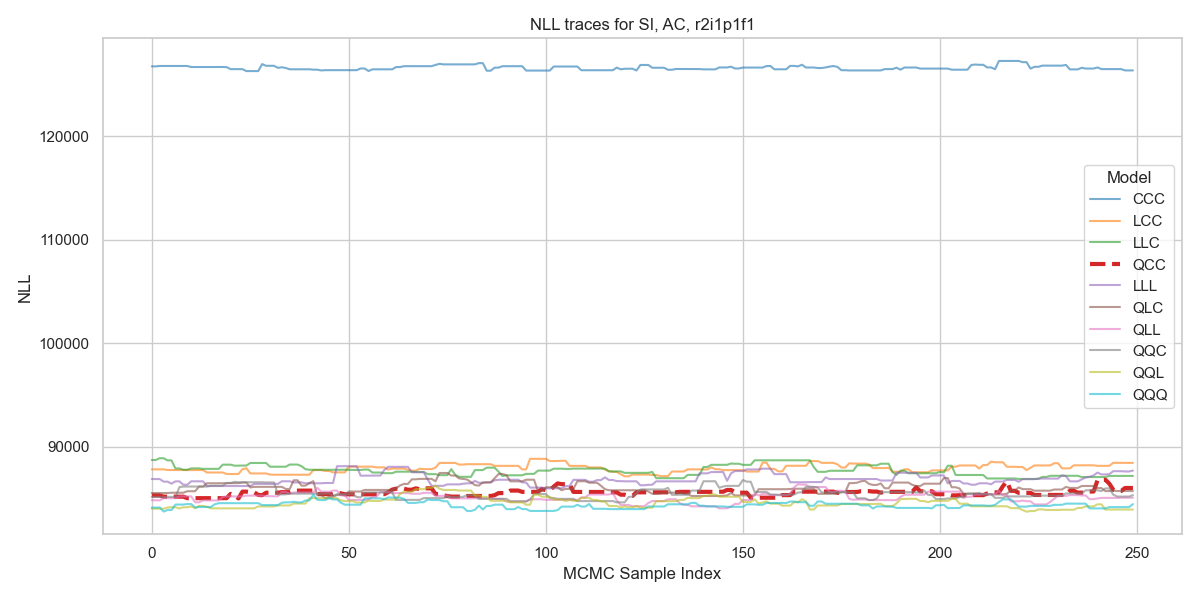 NLL traces for SI, AC, r2i1p1f1
NLL
120000
110000
100000
90000
0
50
100
150
200
250
MCMC Sample Index
Model
CCC
LCC
LLC
QCC
LLL
QLC
QLL
QQC
QQL
QQQ